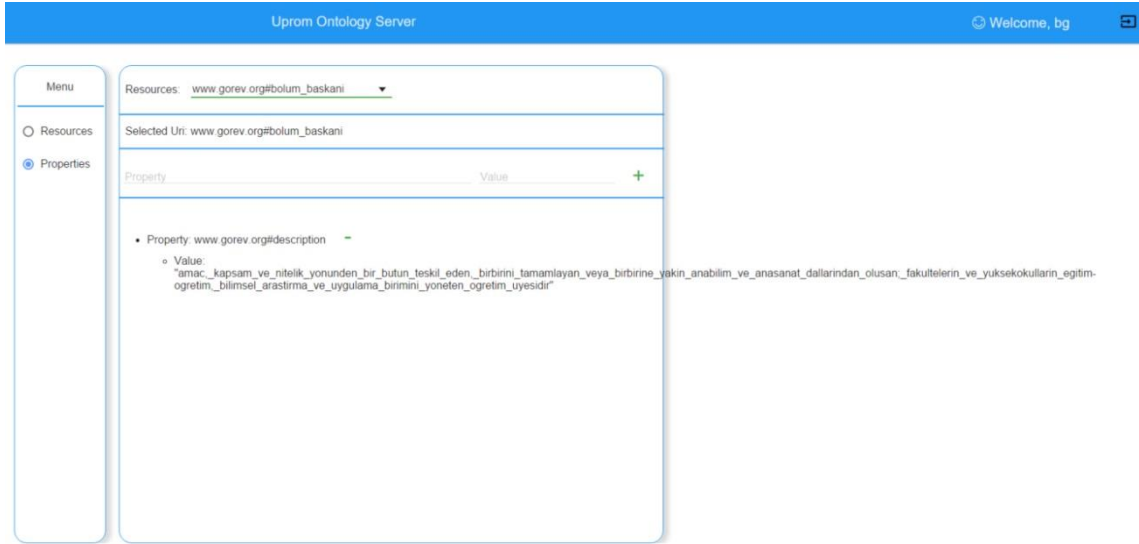 Uprom Ontology Server
Welcome, bg
Menu
Resources: www.gorev.org#bolum_baskani
Resources
Selected Uri: www.gorev.org#bolum_baskani
Properties
Property Value +
Property: www.gorev.org#description -
Value:
"amac,_kapsam_ve_nitelik_yonunden_bir_butun_teskil_eden;_birbirini_tamamlayan_veya_birbirine_yakin_anabilim_ve_anasanat_dallarindan_olusan;_fakultelerin_ve_yuksekokullarin_egitim-
ogretim,_bilimsel_arastirma_ve_uygulama_birimini_yoneten_ogretim_uyesidir"